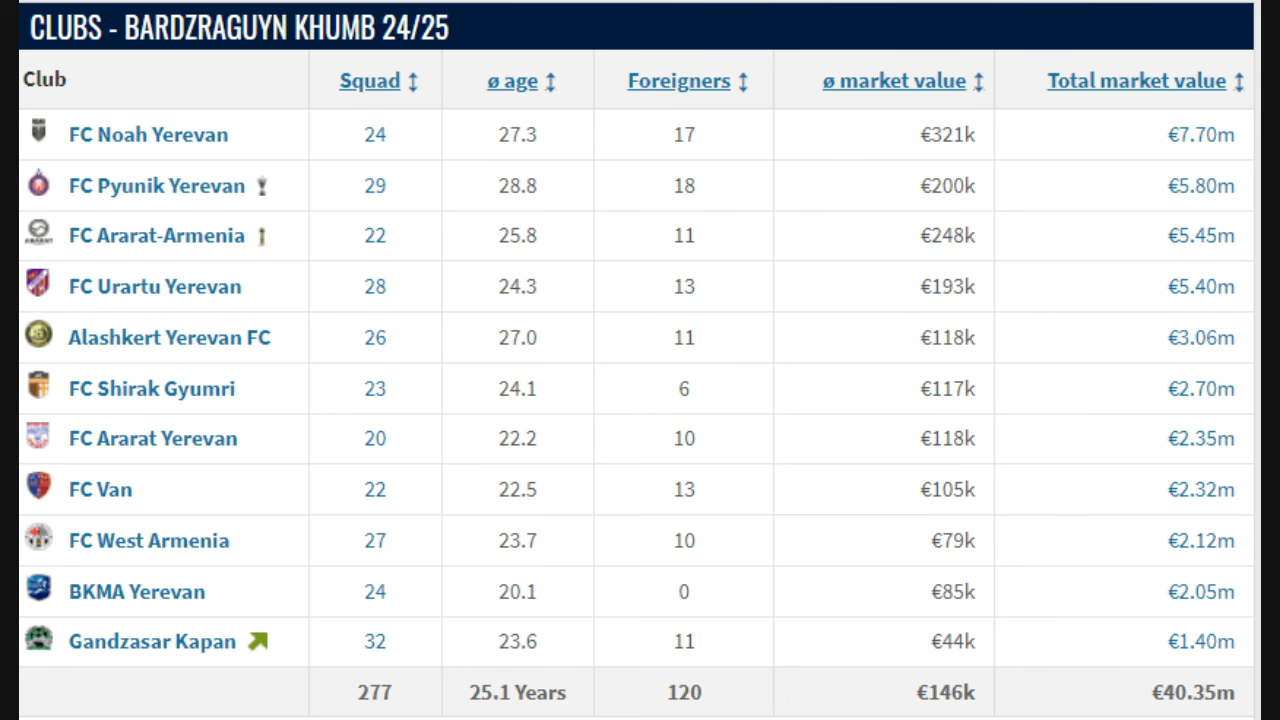 CLUBS - BARDZRAGUYN KHUMB 24/25
Club Squad ø age Foreigners ø market value Total market value
FC Noah Yerevan 24 27.3 17 €321k €7.70m
FC Pyunik Yerevan 29 28.8 18 €200k €5.80m
FC Ararat-Armenia 22 25.8 11 €248k €5.45m
FC Urartu Yerevan 28 24.3 13 €193k €5.40m
Alashkert Yerevan FC 26 27.0 11 €118k €3.06m
FC Shirak Gyumri 23 24.1 6 €117k €2.70m
FC Ararat Yerevan 20 22.2 10 €118k €2.35m
FC Van 22 22.5 13 €105k €2.32m
FC West Armenia 27 23.7 10 €79k €2.12m
BKMA Yerevan 24 20.1 0 €85k €2.05m
Gandzasar Kapan 32 23.6 11 €44k €1.40m
277 25.1 Years 120 €146k €40.35m